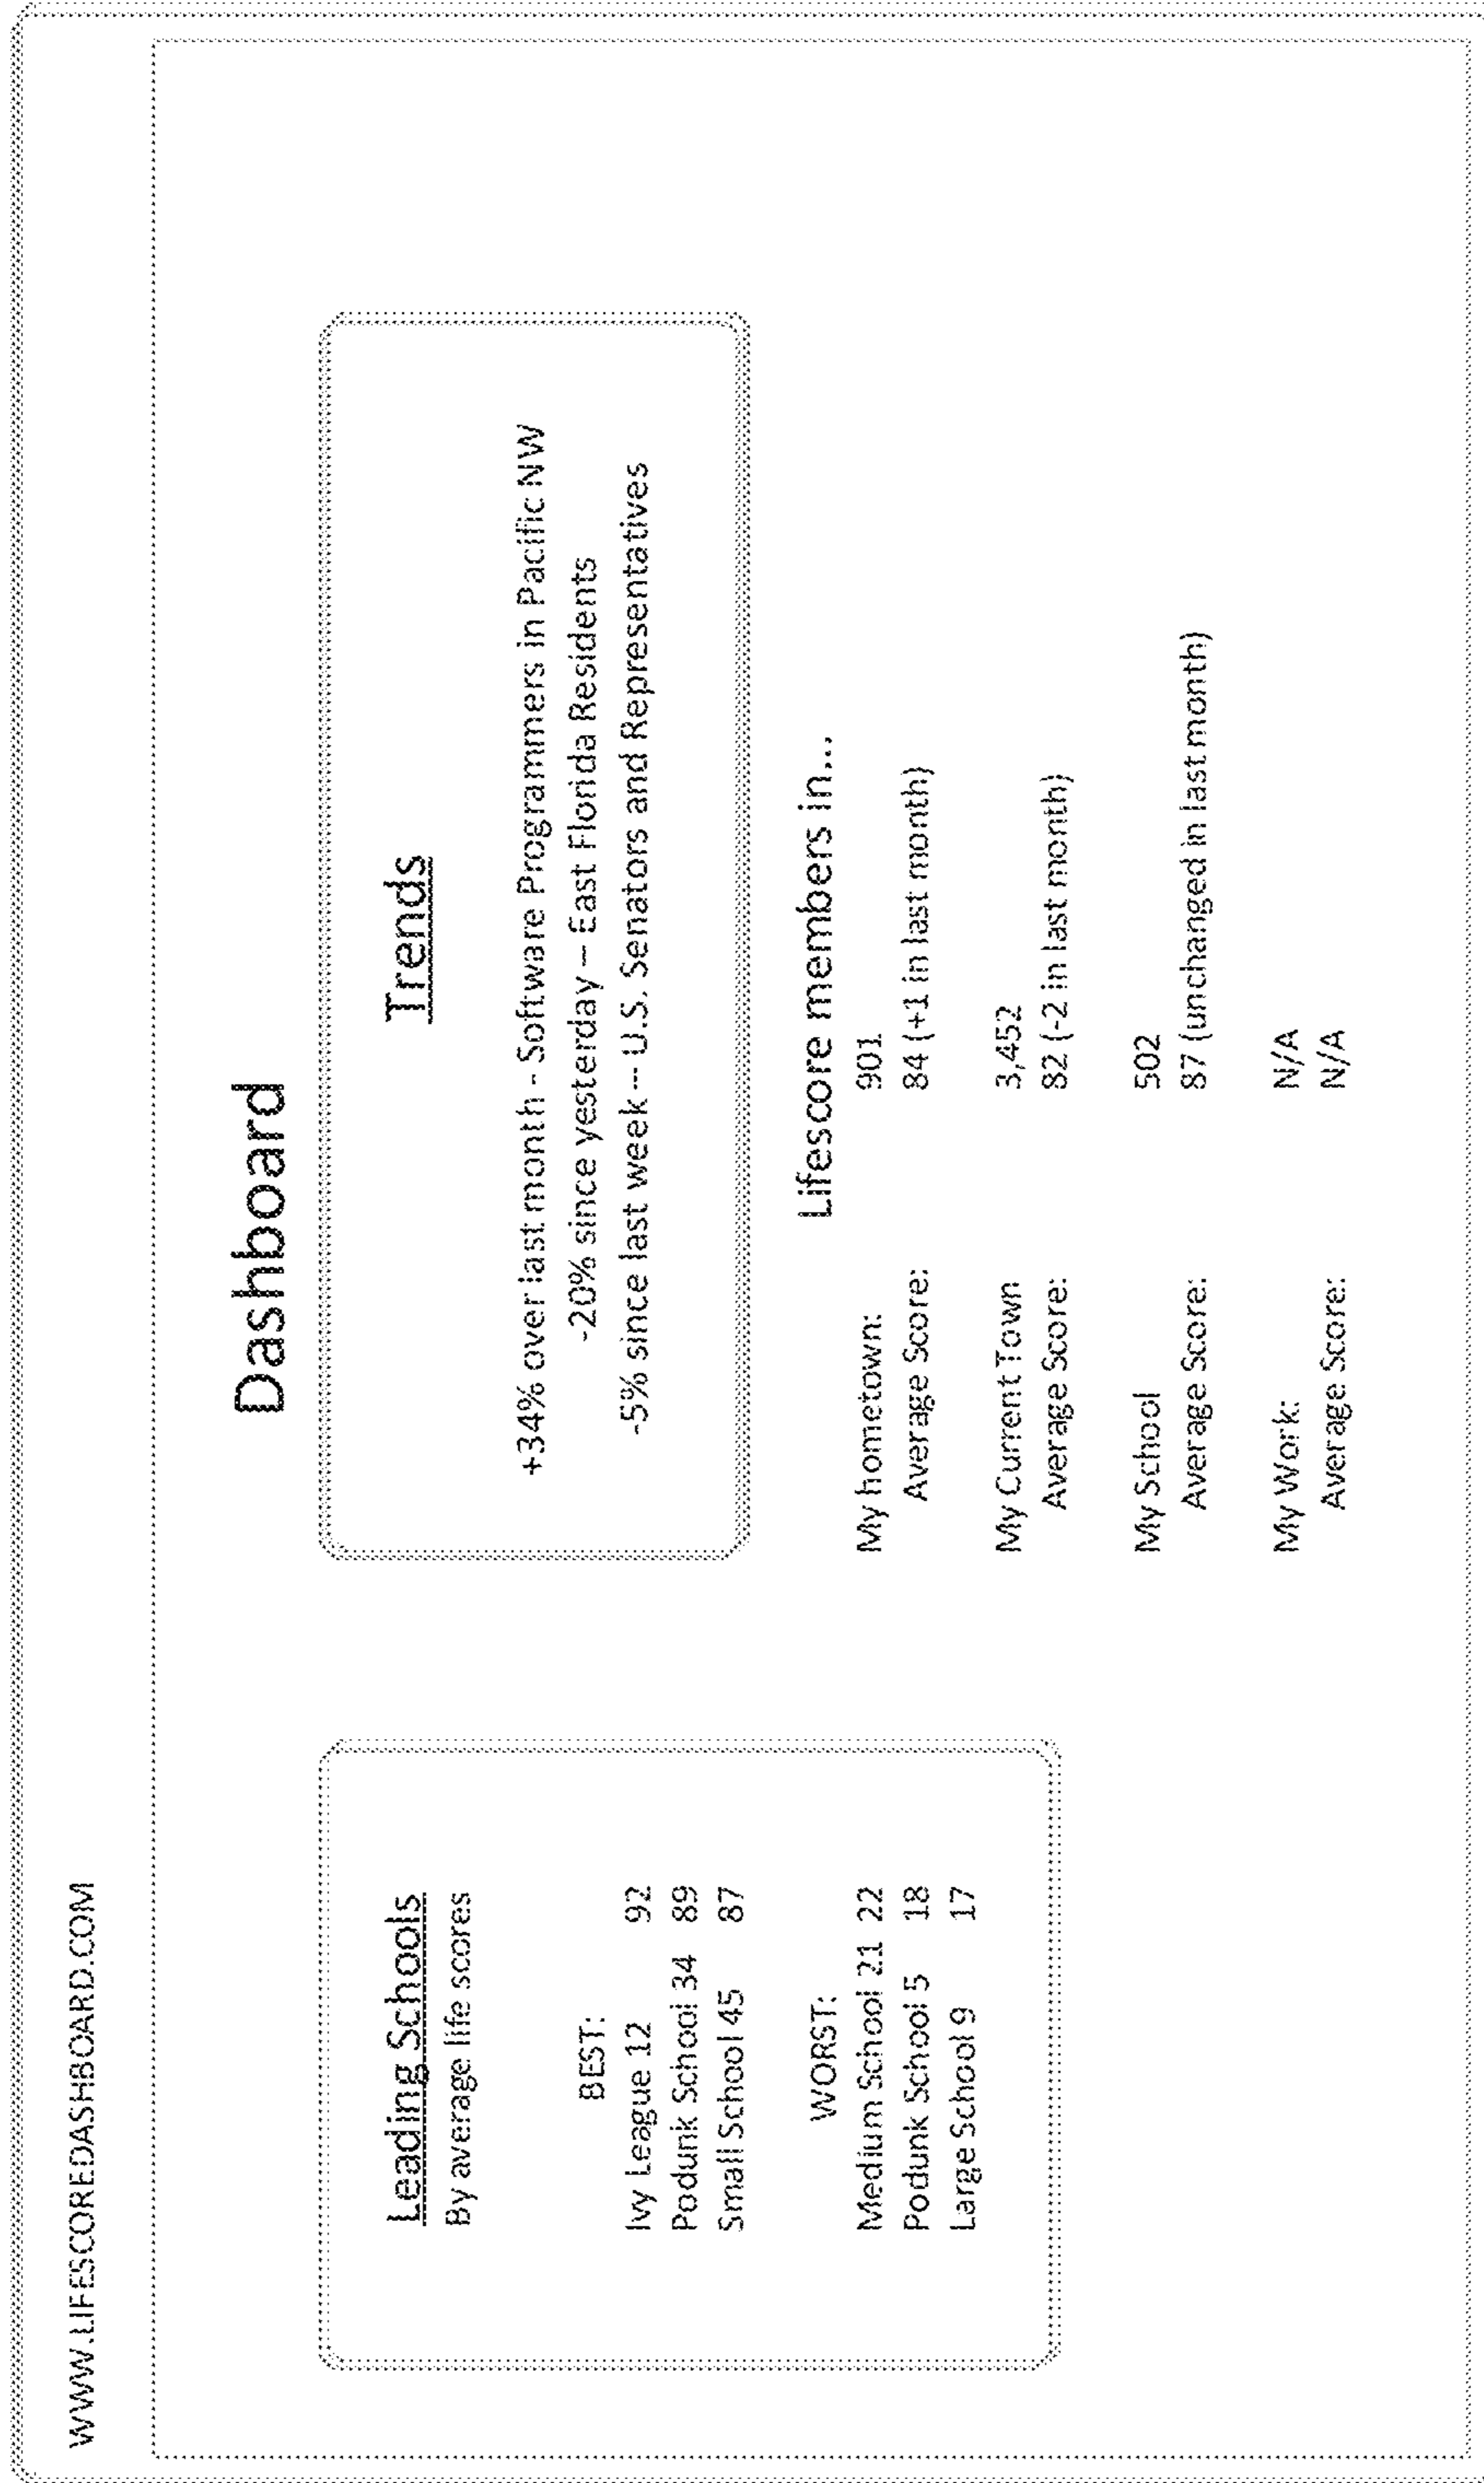 WWW.LIFESCOREDASHBOARD.COM
Dashboard
Leading Schools
By average life scores
BEST:
Ivy League 12 92
Podunk School 34 89
Small School 45 87
WORST:
Medium School 21 22
Podunk School 5 18
Large School 9 17
Trends
+34% over last month - Software Programmers in Pacific NW
-20% since yesterday – East Florida Residents
-5% since last week -- U.S. Senators and Representatives
Lifescore members in...
My hometown: 901
Average Score: 84 (+1 in last month)
My Current Town 3,452
Average Score: 82 (-2 in last month)
My School 502
Average Score: 87 (unchanged in last month)
My Work: N/A
Average Score: N/A